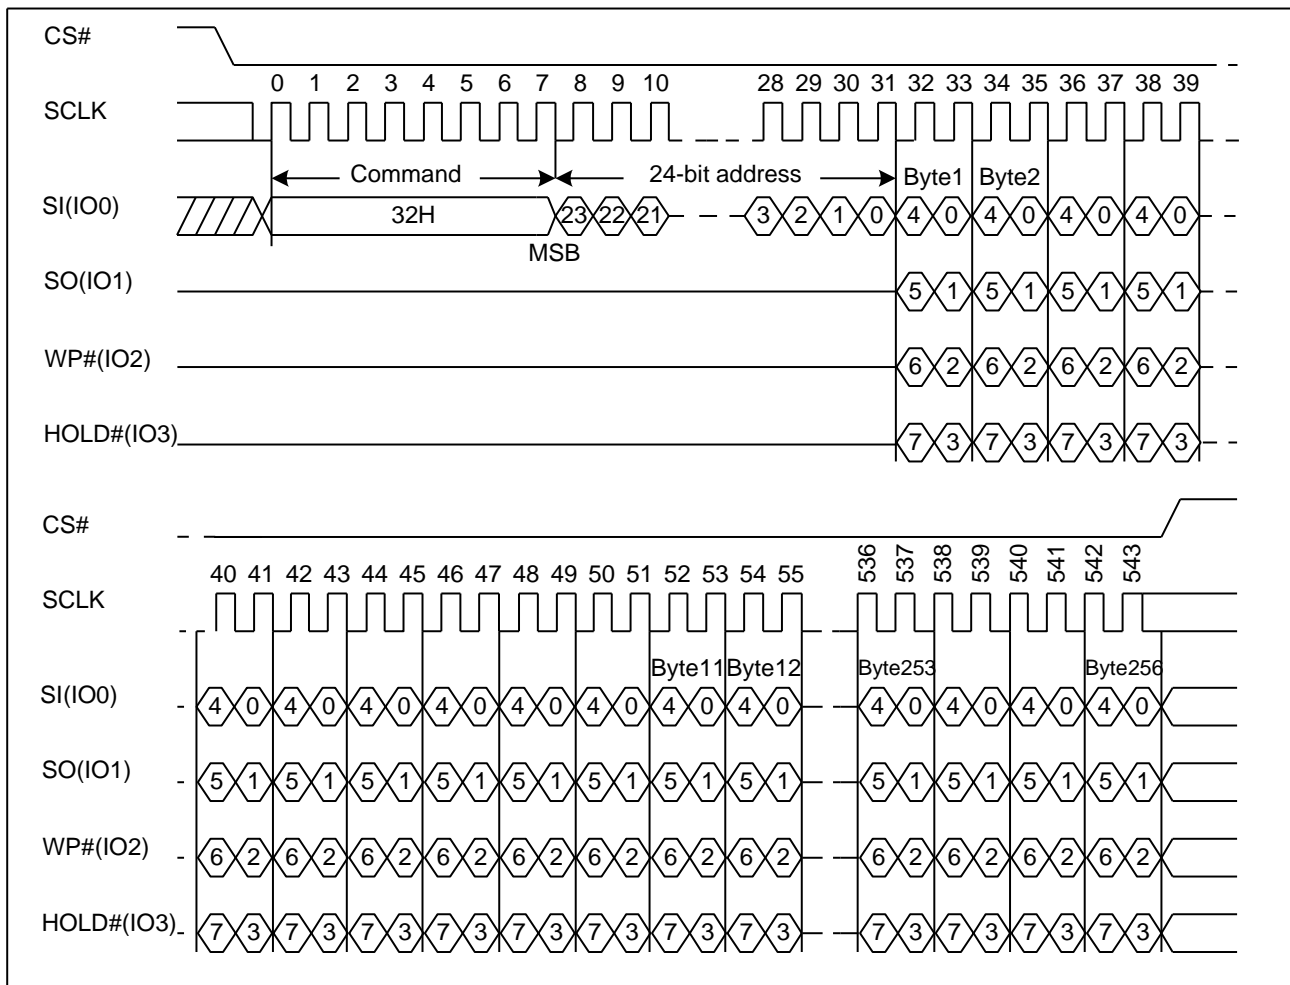 CS#
0 1 2 3 4 5 6 7 8 9 10 28 29 30 31 32 33 34 35 36 37 38 39
SCLK
Command 24-bit address Byte1 Byte2
SI(IO0) 32H 23 22 21 3 2 1 0 4 0 4 0 4 0 4 0
MSB
SO(IO1) 5 1 5 1 5 1 5 1
WP#(IO2) 6 2 6 2 6 2 6 2
HOLD#(IO3) 7 3 7 3 7 3 7 3
CS#
40 41 42 43 44 45 46 47 48 49 50 51 52 53 54 55 536 537 538 539 540 541 542 543
SCLK
Byte11 Byte12 Byte253 Byte256
SI(IO0) 4 0 4 0 4 0 4 0 4 0 4 0 4 0 4 0 4 0 4 0 4 0 4 0
SO(IO1) 5 1 5 1 5 1 5 1 5 1 5 1 5 1 5 1 5 1 5 1 5 1 5 1
WP#(IO2) 6 2 6 2 6 2 6 2 6 2 6 2 6 2 6 2 6 2 6 2 6 2 6 2
HOLD#(IO3) 7 3 7 3 7 3 7 3 7 3 7 3 7 3 7 3 7 3 7 3 7 3 7 3